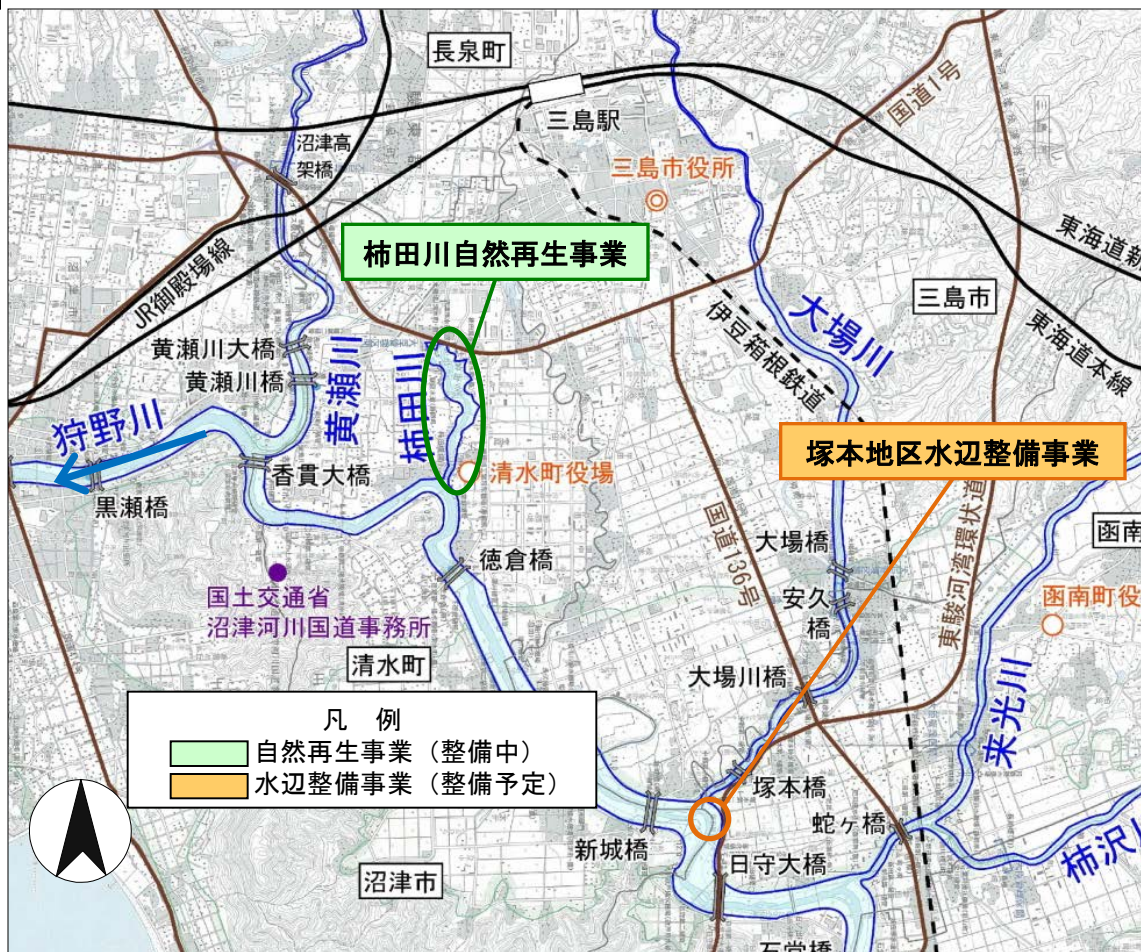 長泉町
国道1号
三島駅
沼津高
架橋
三島市役所
柿田川自然再生事業
東海道新
三島市
JR御殿場線
大場川
伊豆箱根鉄道
東海道本線
黄瀬川大橋
黄瀬川橋
黄瀬川
柿田川
狩野川
塚本地区水辺整備事業
香貫大橋
清水町役場
黒瀬橋
国道136号
東駿河湾環状道
函南
大場橋
徳倉橋
国土交通省
沼津河川国道事務所
安久
橋
函南町役
清水町
大場川橋
来光川
凡 例
自然再生事業（整備中）
水辺整備事業（整備予定）
塚本橋
蛇ヶ橋
新城橋
日守大橋
柿沢川
沼津市
石堂橋